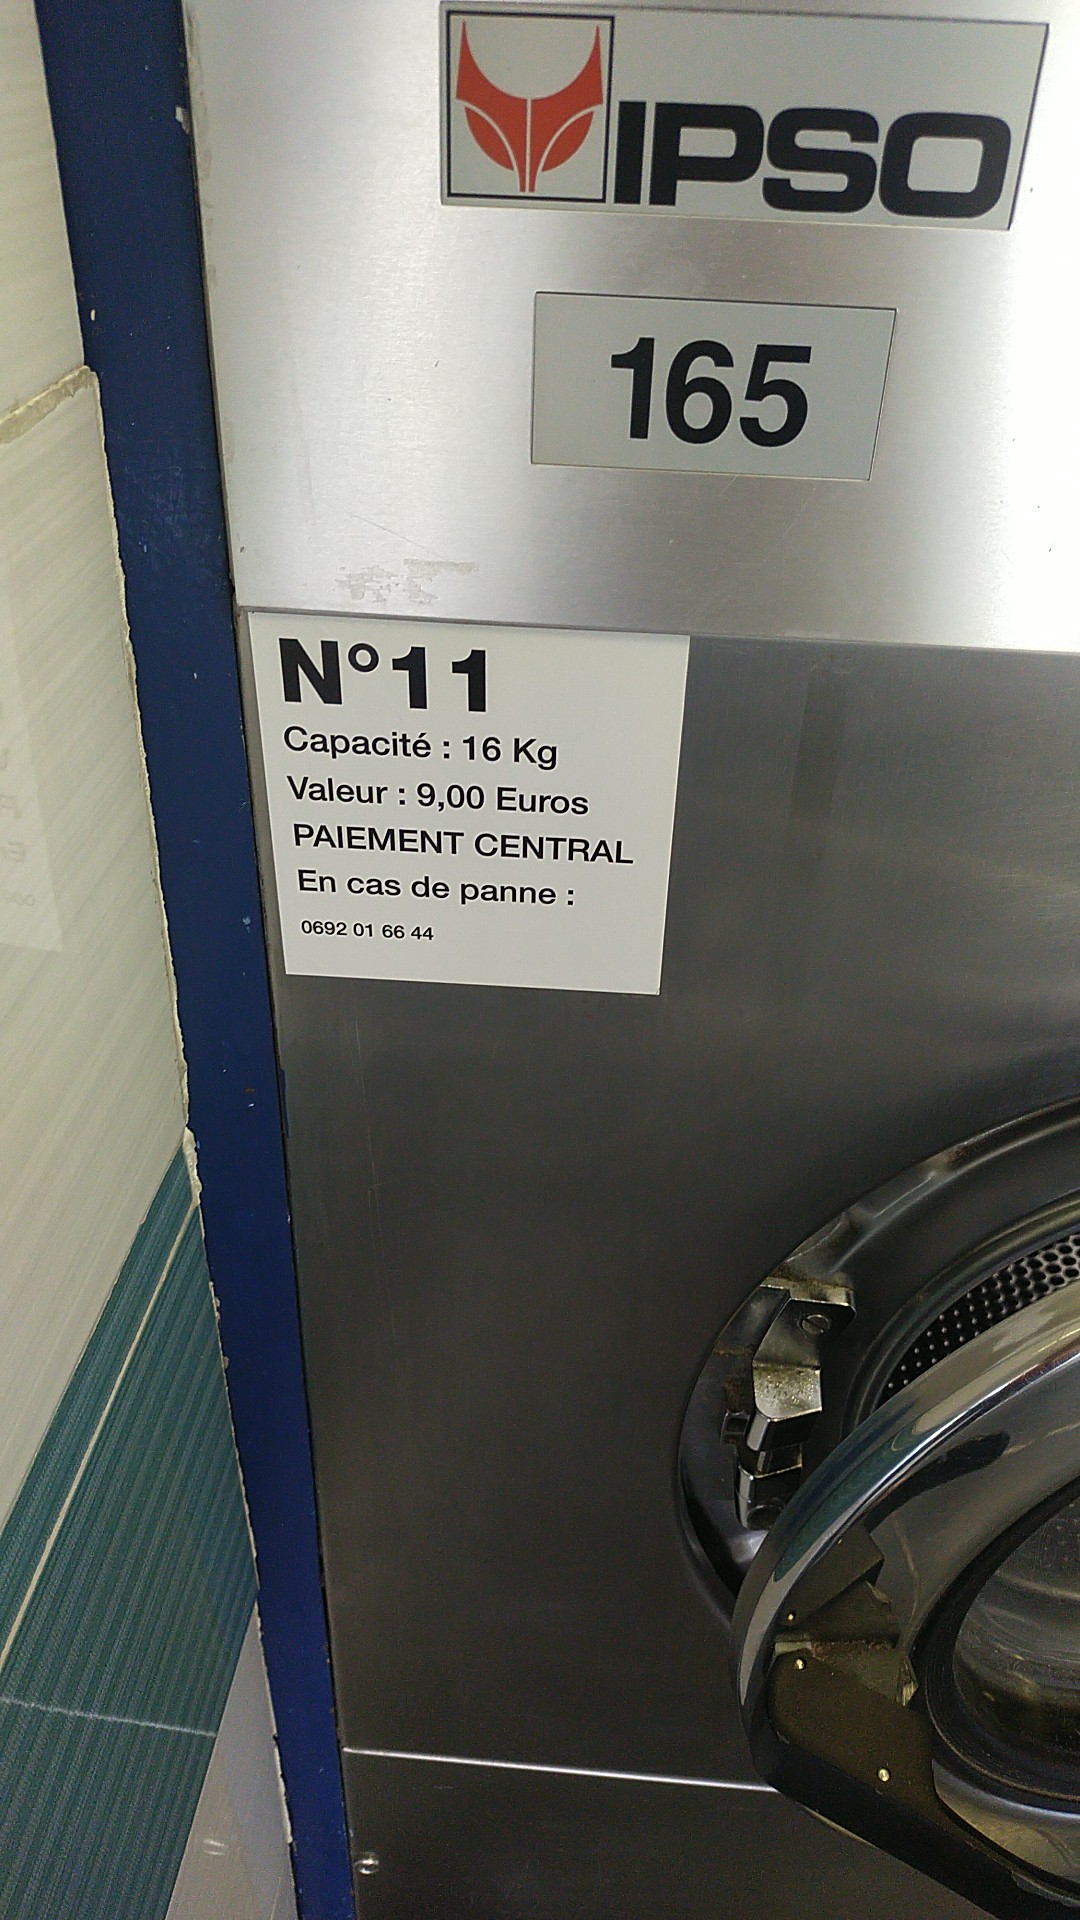 IPSO
165
N°11
Capacité : 16 Kg
Valeur : 9,00 Euros
PAIEMENT CENTRAL
En cas de panne :
0692 01 66 44